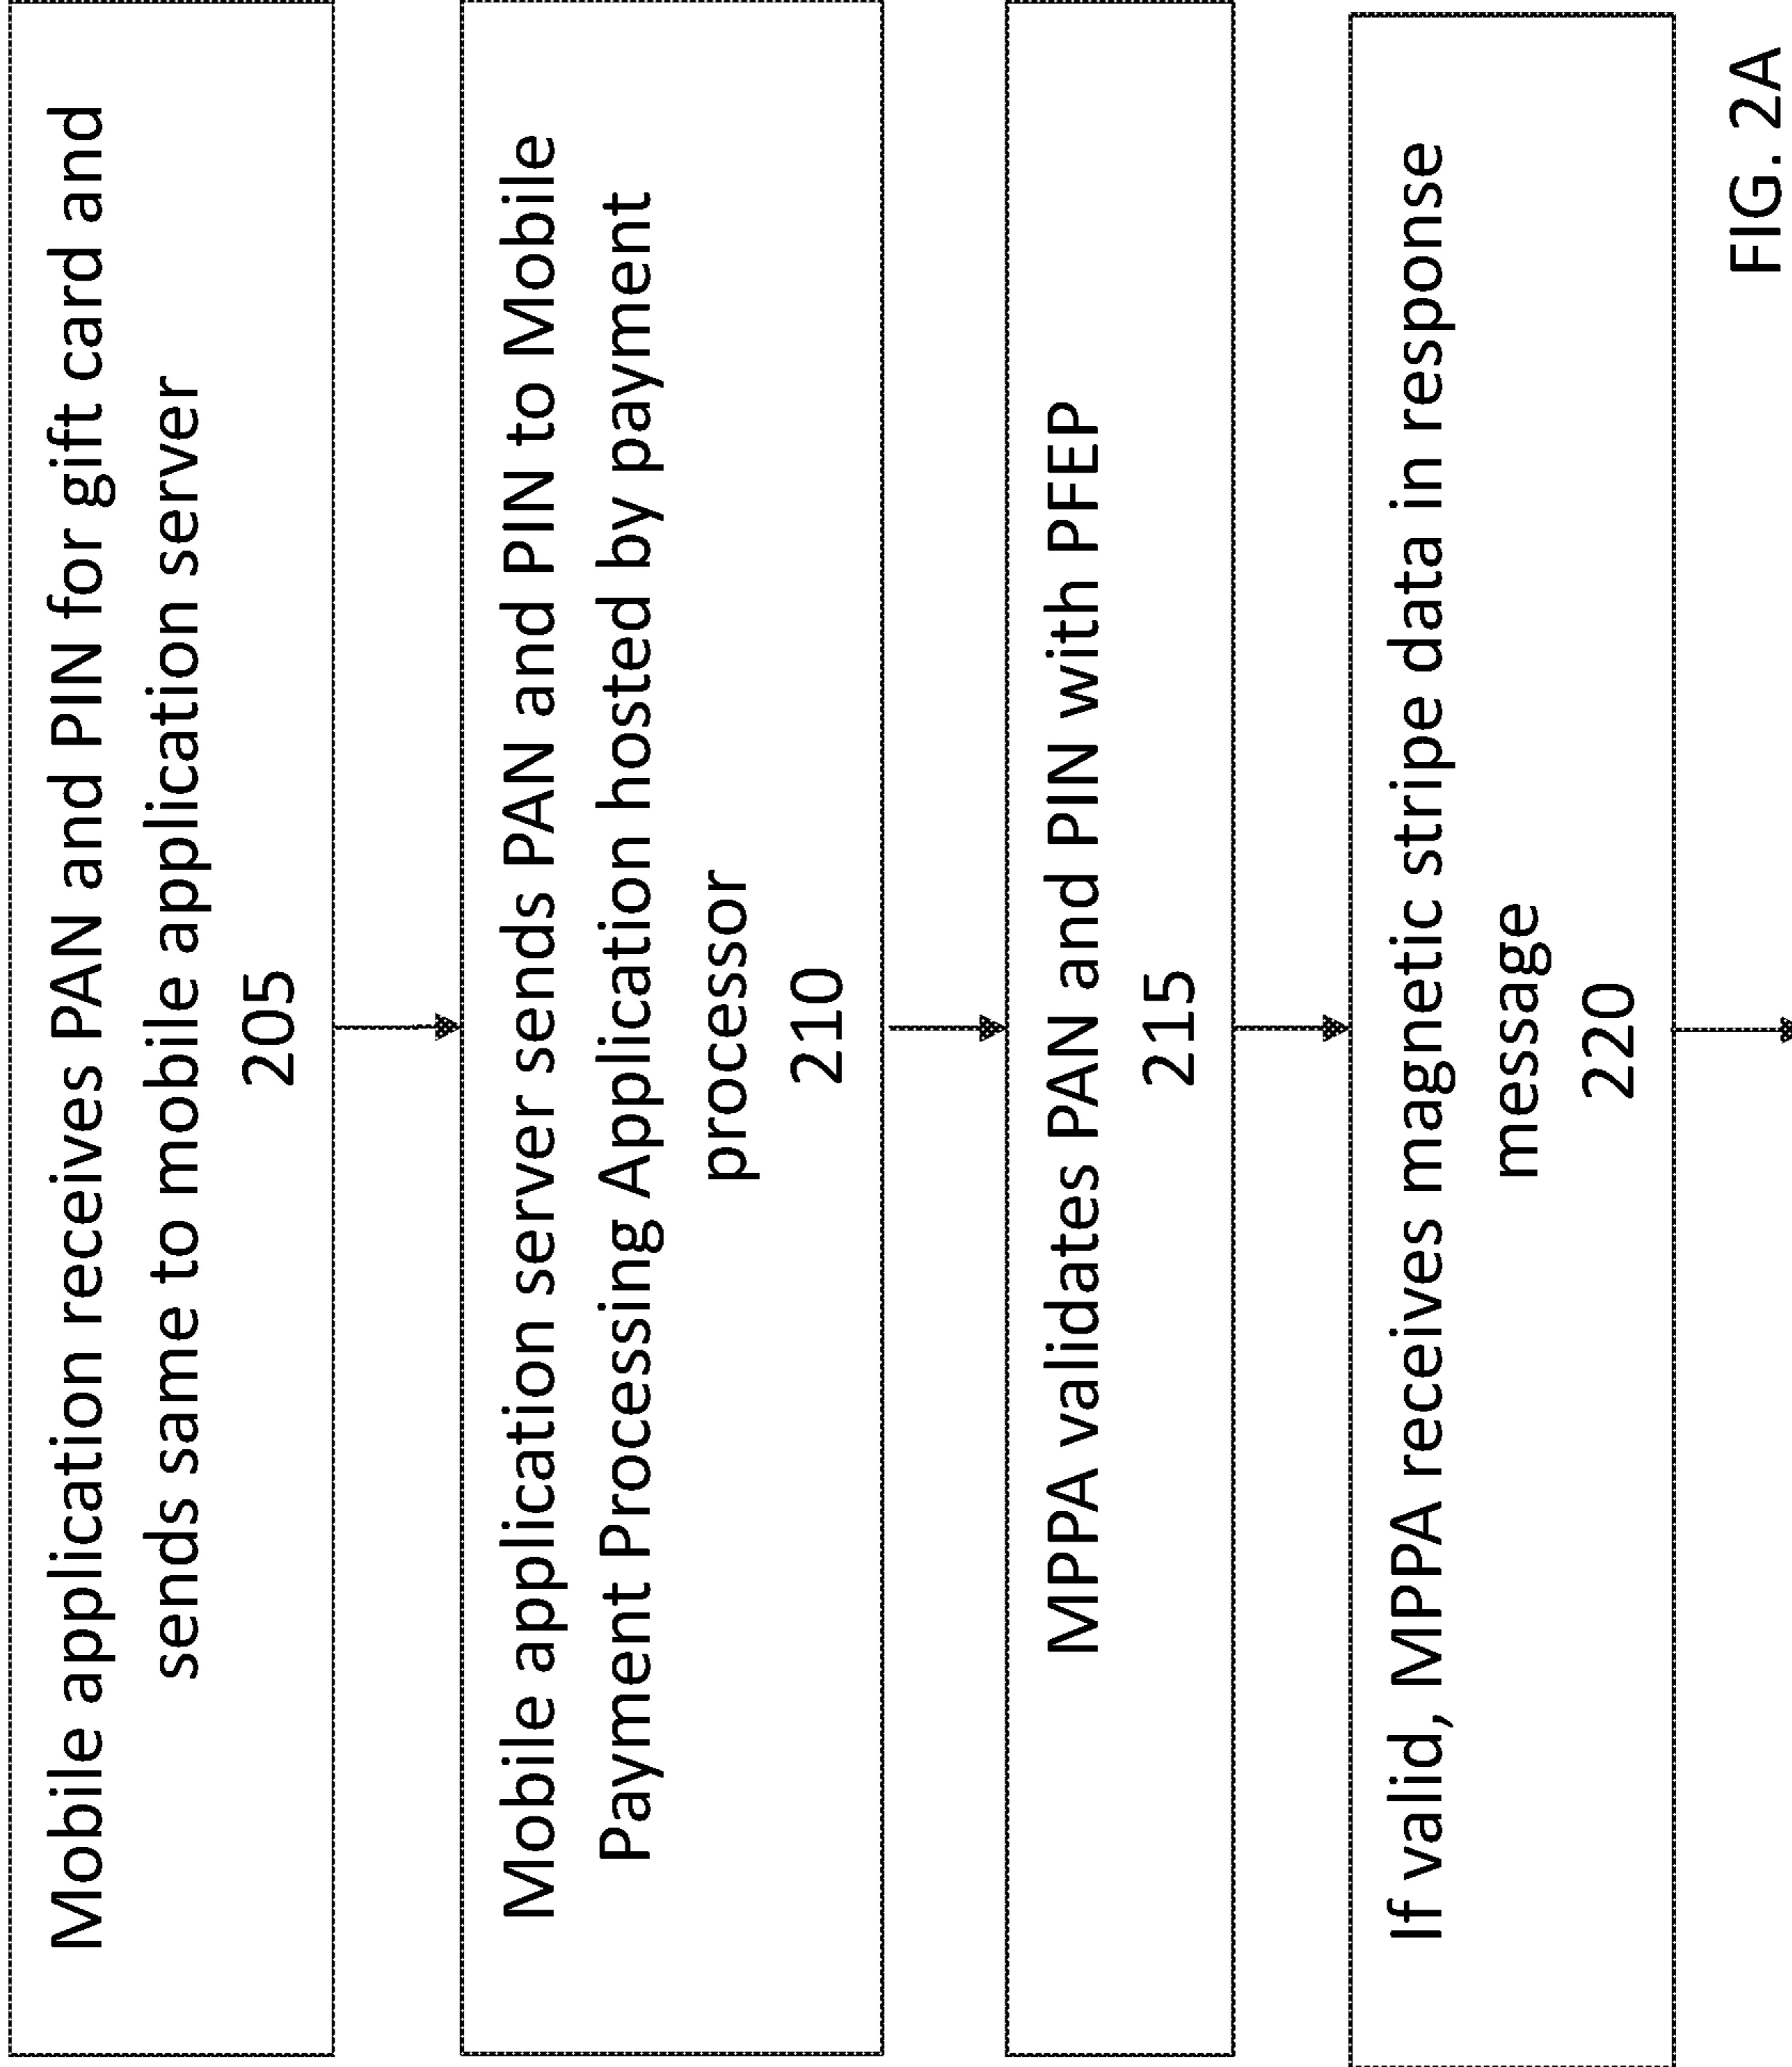 Mobile application receives PAN and PIN for gift card and
sends same to mobile application server
205
Mobile application server sends PAN and PIN to Mobile
Payment Processing Application hosted by payment
processor
210
MPPA validates PAN and PIN with PFEP
215
If valid, MPPA receives magnetic stripe data in response
message
220
FIG. 2A